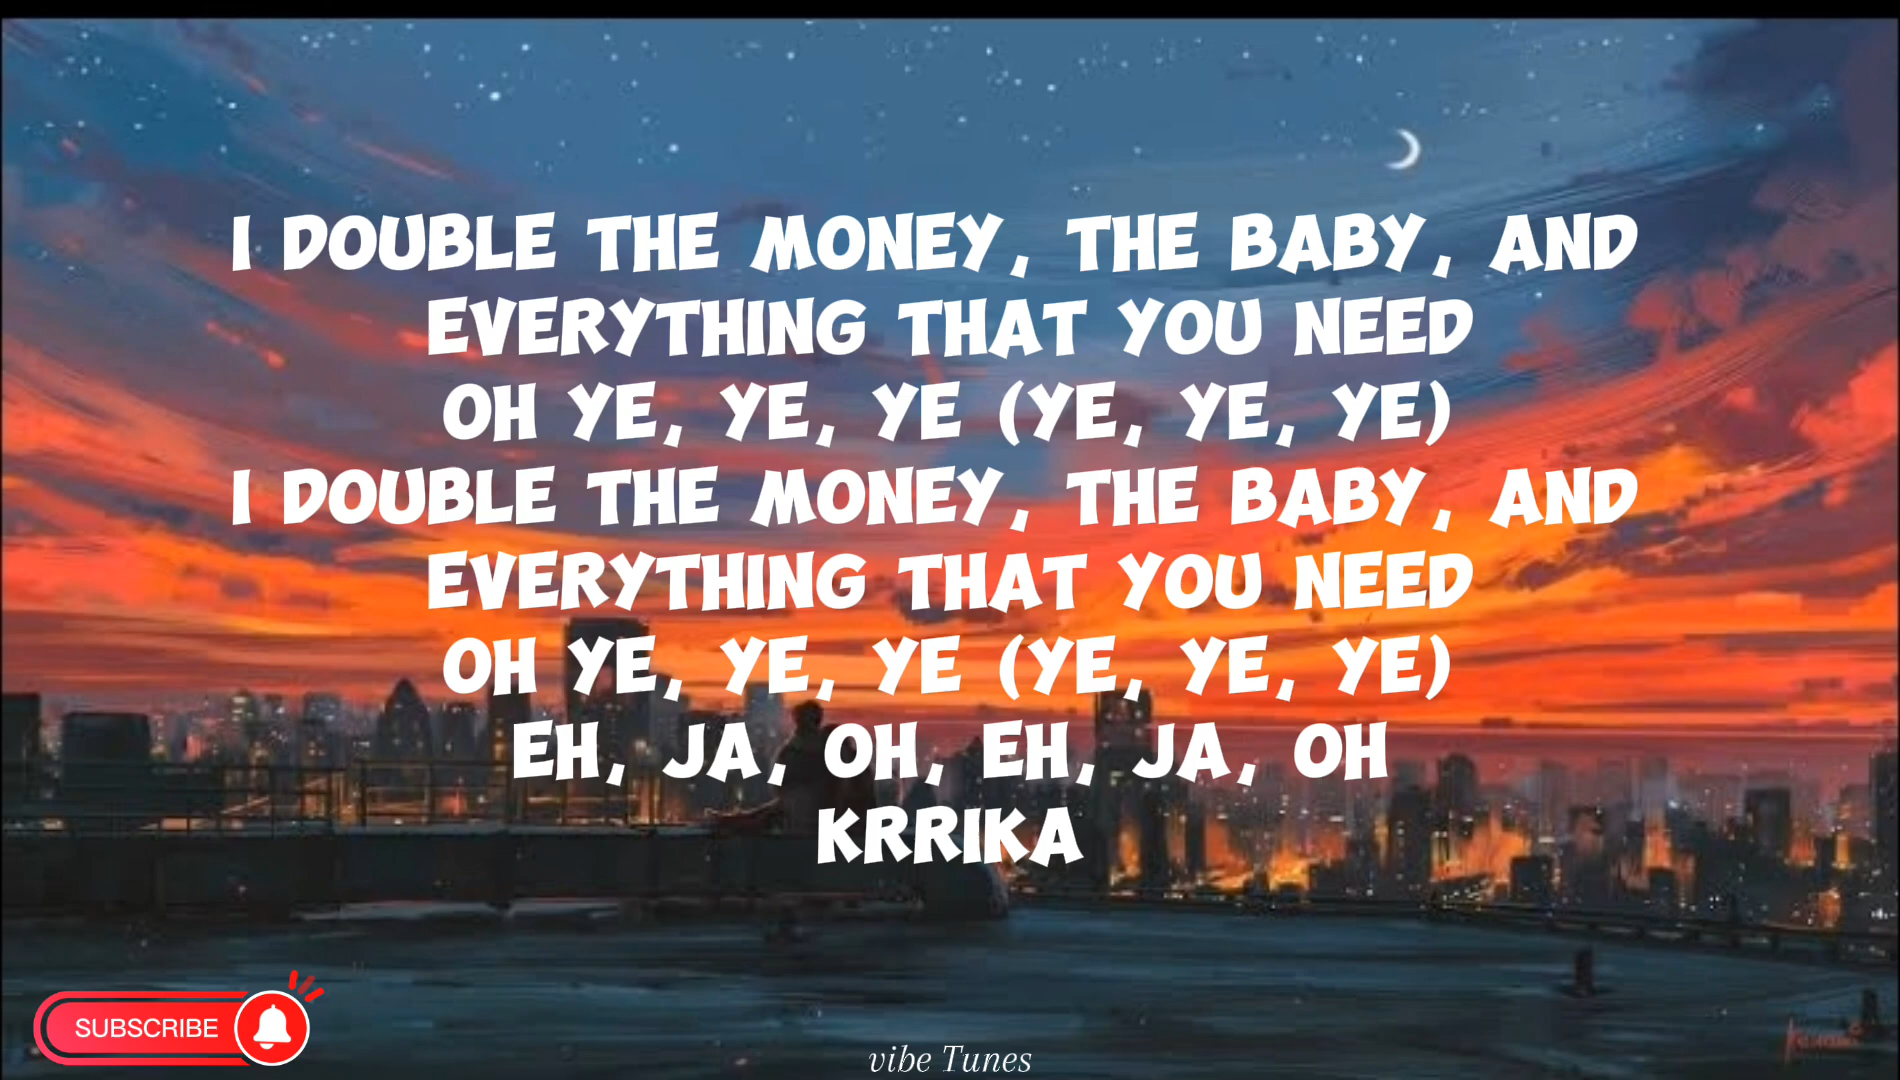 I DOUBLE THE MONEY, THE BABY, AND
EVERYTHING THAT YOU NEED
OH YE, YE, YE (YE, YE, YE)
I DOUBLE THE MONEY, THE BABY, AND
EVERYTHING THAT YOU NEED
OH YE, YE, YE (YE, YE, YE)
EH, JA, OH, EH, JA, OH
KRRIKA
SUBSCRIBE
vibe Tunes